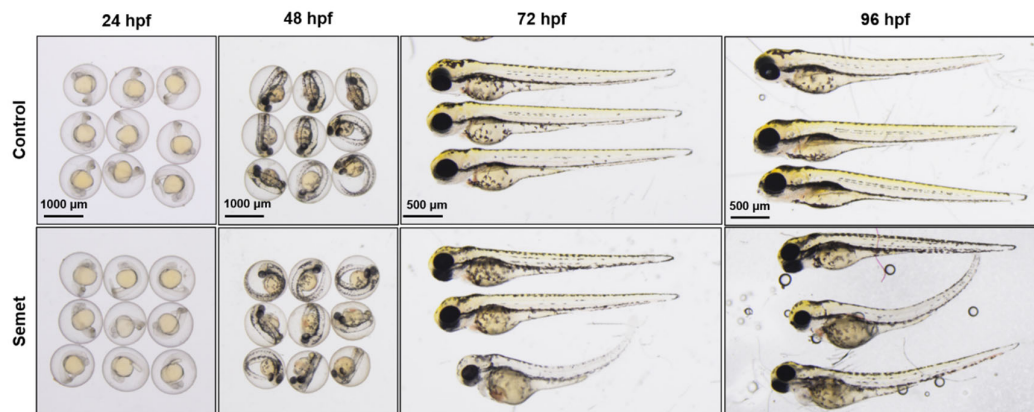 24 hpf
48 hpf
72 hpf
96 hpf
Control
1000 µm
1000 µm
500 µm
500 µm
Semet